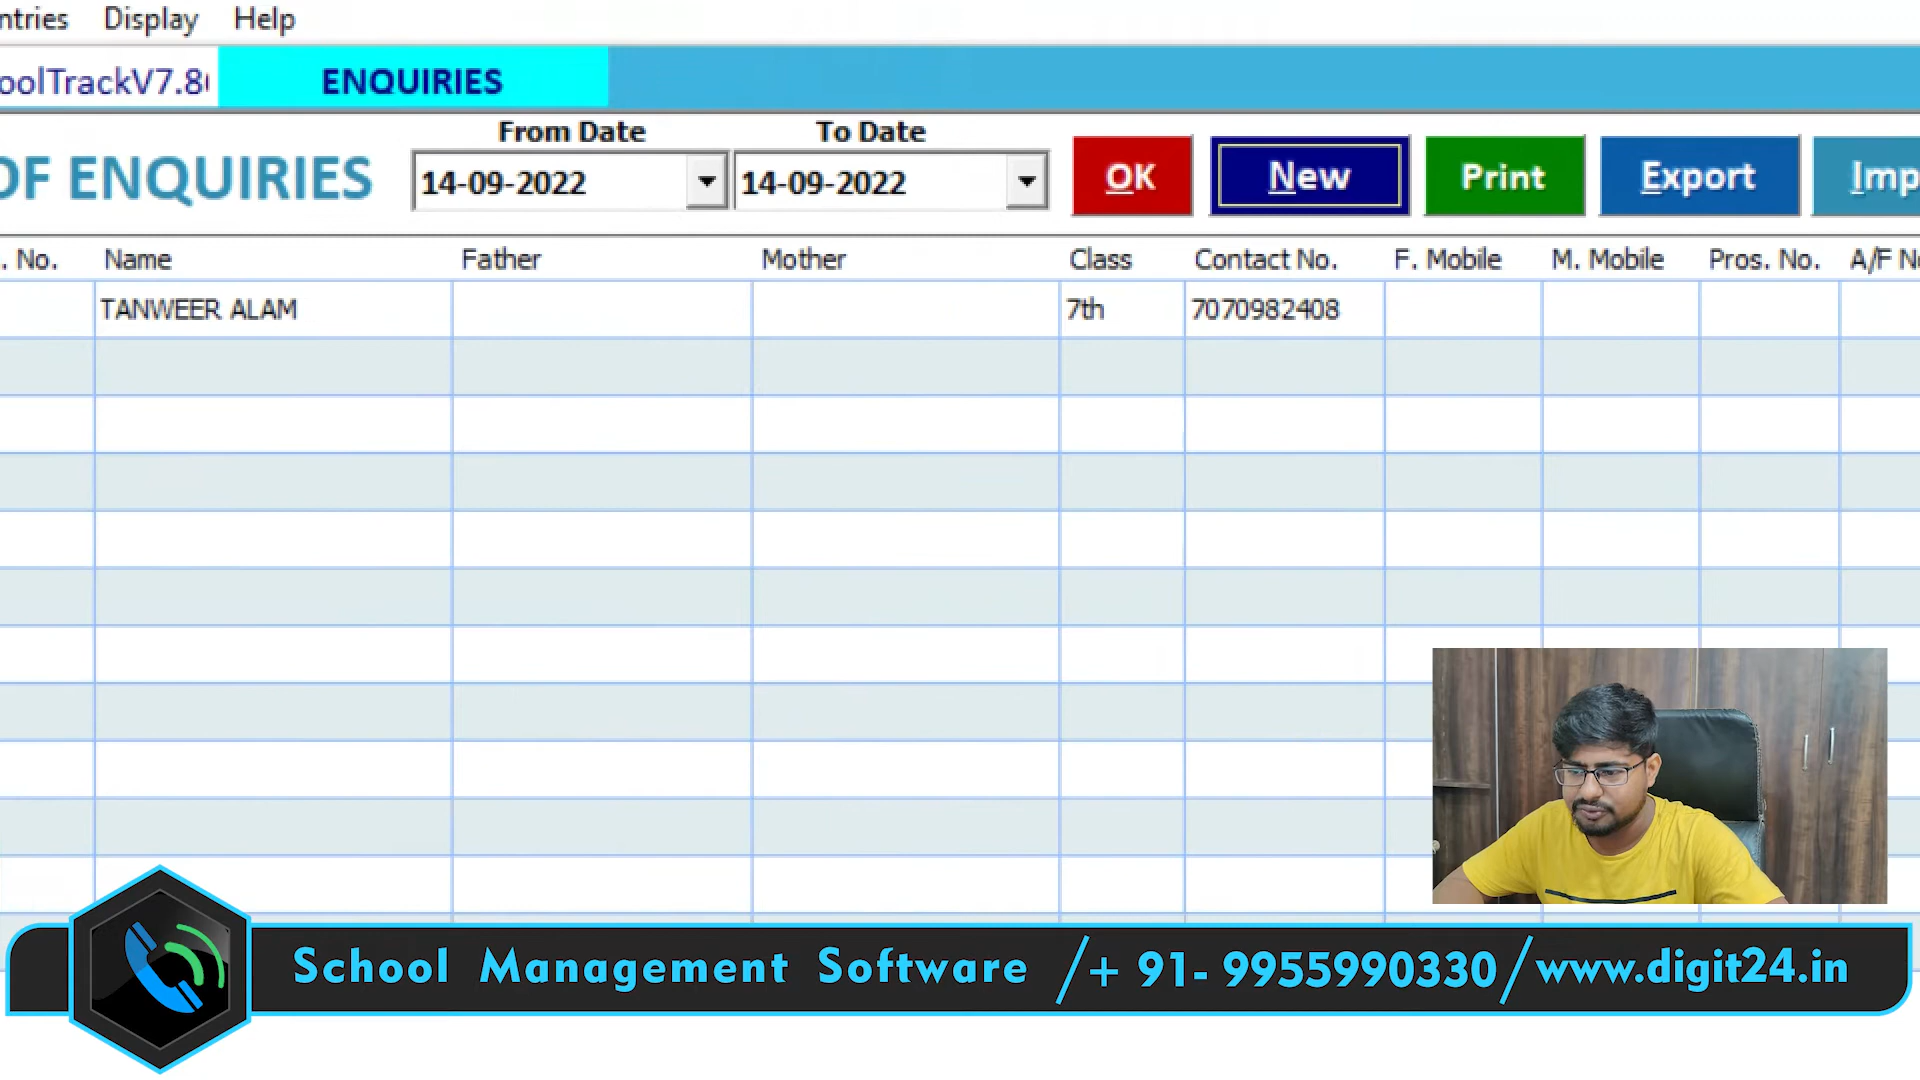 ntries Display Help
oolTrackV7.8 ENQUIRIES
From Date To Date
OF ENQUIRIES 14-09-2022 14-09-2022 OK New Print Export Imp
. No. Name Father Mother Class Contact No. F. Mobile M. Mobile Pros. No. A/F No
TANWEER ALAM 7th 7070982408
School Management Software /+ 91- 9955990330/www.digit24.in